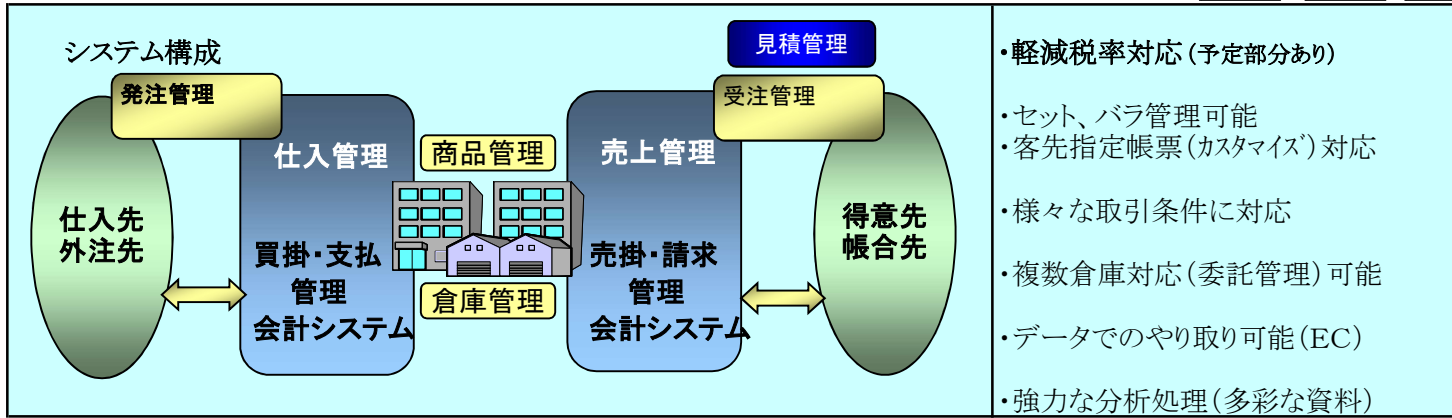 システム構成
見積管理
発注管理
受注管理
仕入管理
商品管理
売上管理
仕入先
外注先
得意先
帳合先
買掛・支払
管理
会計システム
売掛・請求
管理
会計システム
倉庫管理
・軽減税率対応(予定部分あり)
・セット、バラ管理可能
・客先指定帳票(ｶｽﾀﾏｲｽﾞ)対応
・様々な取引条件に対応
・複数倉庫対応(委託管理)可能
・データでのやり取り可能(EC)
・強力な分析処理(多彩な資料)